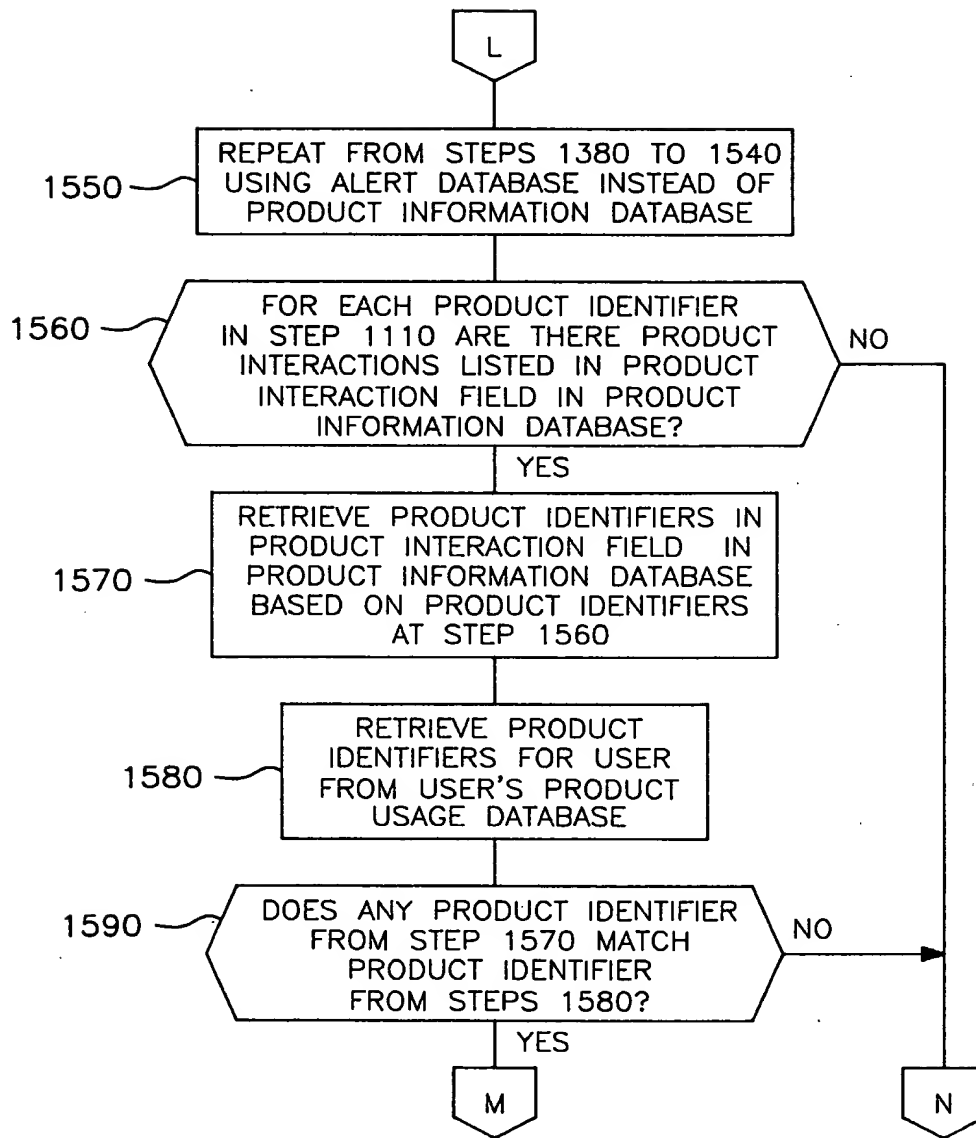 L
1550
REPEAT FROM STEPS 1380 TO 1540
USING ALERT DATABASE INSTEAD OF
PRODUCT INFORMATION DATABASE
1560
FOR EACH PRODUCT IDENTIFIER
IN STEP 1110 ARE THERE PRODUCT
INTERACTIONS LISTED IN PRODUCT
INTERACTION FIELD IN PRODUCT
INFORMATION DATABASE?
NO
YES
1570
RETRIEVE PRODUCT IDENTIFIERS IN
PRODUCT INTERACTION FIELD IN
PRODUCT INFORMATION DATABASE
BASED ON PRODUCT IDENTIFIERS
AT STEP 1560
1580
RETRIEVE PRODUCT
IDENTIFIERS FOR USER
FROM USER'S PRODUCT
USAGE DATABASE
1590
DOES ANY PRODUCT IDENTIFIER
FROM STEP 1570 MATCH
PRODUCT IDENTIFIER
FROM STEPS 1580?
NO
YES
M
N